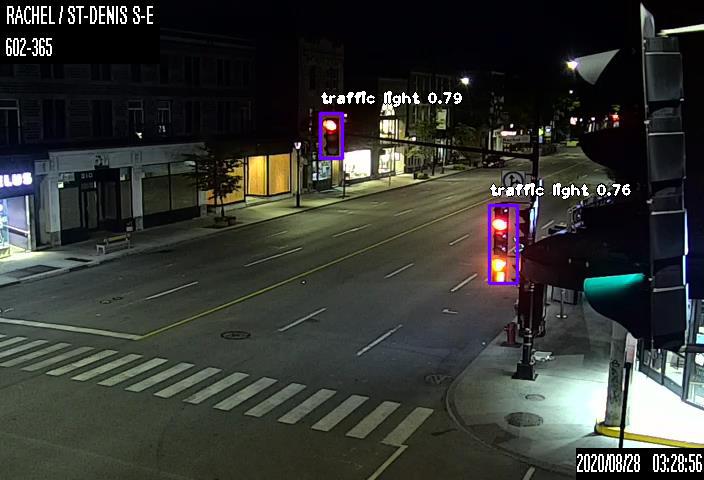 RACHEL / ST-DENIS S-E
602-365
traffic light 0.79
traffic light 0.76
LUS
2020/08/28 03:28:56